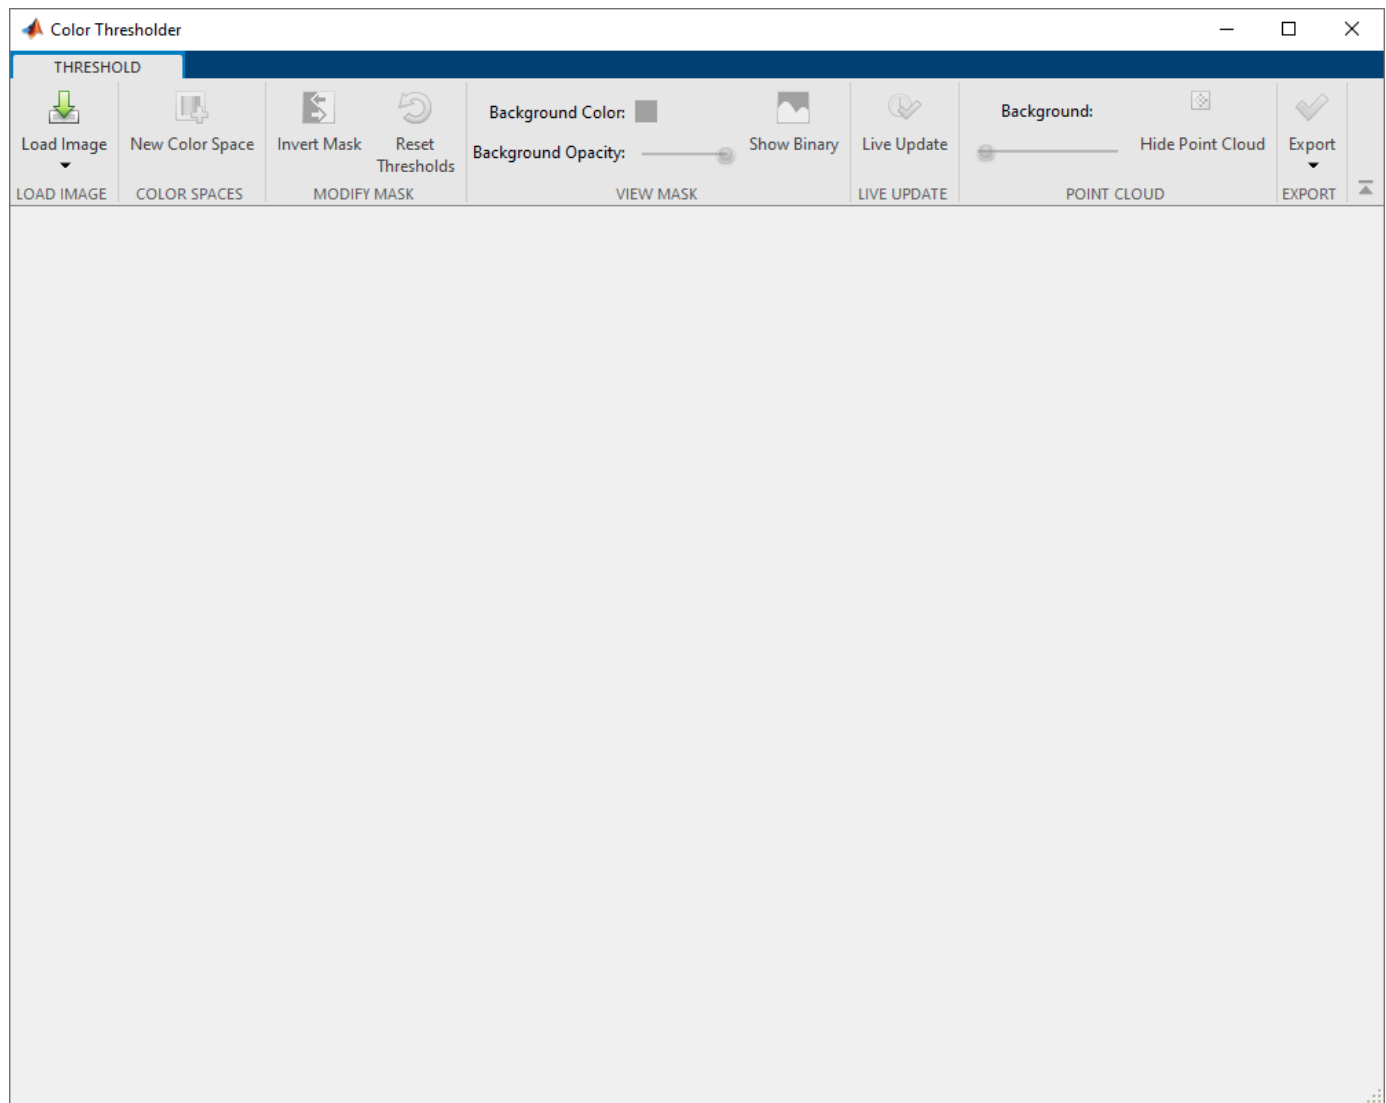 Color Thresholder
THRESHOLD
Load Image
New Color Space
Invert Mask
Reset
Thresholds
Background Color:
Background Opacity:
Show Binary
Live Update
Background:
Hide Point Cloud
Export
LOAD IMAGE
COLOR SPACES
MODIFY MASK
VIEW MASK
LIVE UPDATE
POINT CLOUD
EXPORT